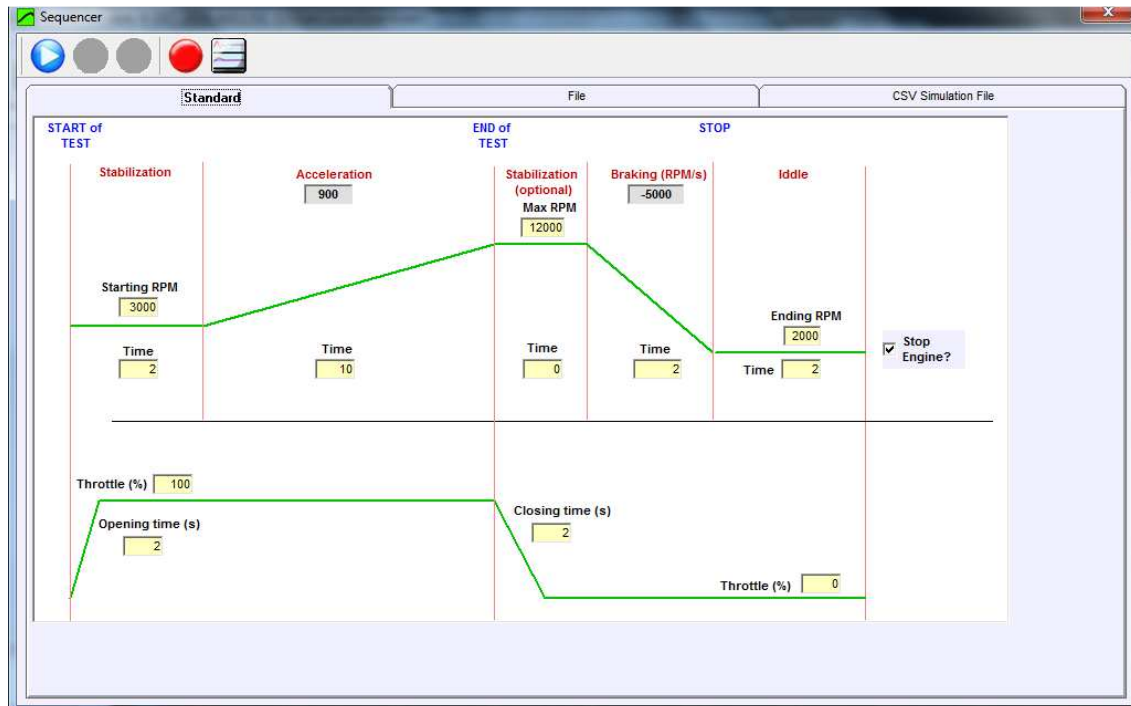 Sequencer
x
Standard
File
CSV Simulation File
START of
TEST
END of
TEST
STOP
Stabilization
Acceleration
900
Stabilization
(optional)
Max RPM
12000
Braking (RPM/s)
-5000
Iddle
Starting RPM
3000
Ending RPM
2000
Time
2
Time
10
Time
0
Time
2
Time
2
Stop
Engine?
Throttle (%)
100
Opening time (s)
2
Closing time (s)
2
Throttle (%)
0